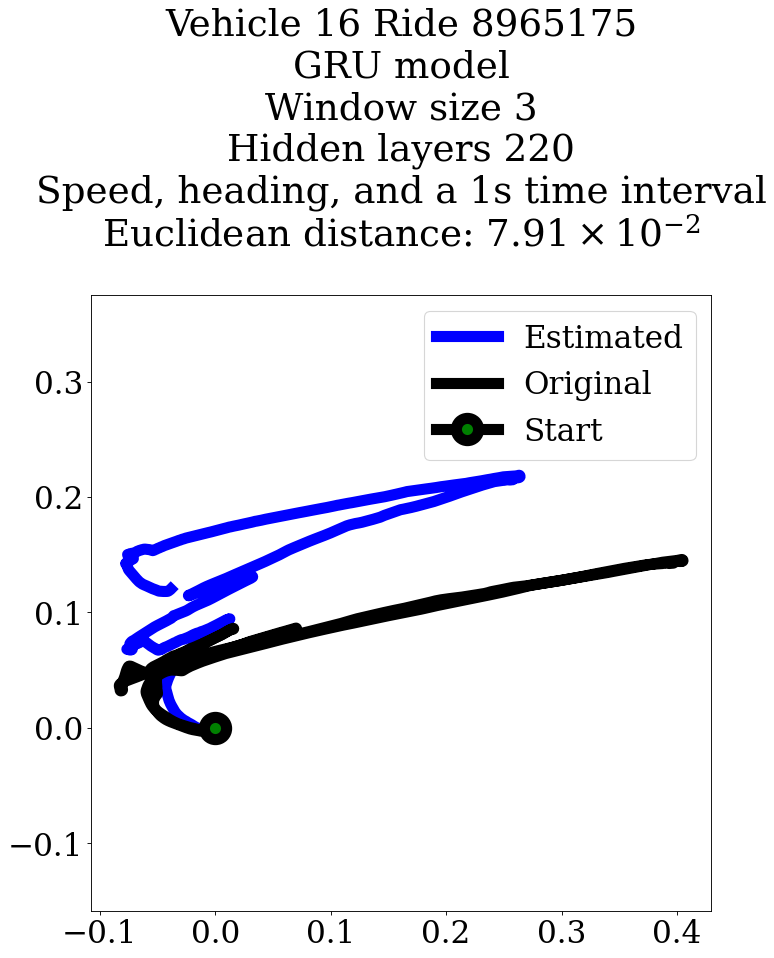 Vehicle 16 Ride 8965175
GRU model
Window size 3
Hidden layers 220
Speed, heading, and a 1s time interval
Euclidean distance: 7.91 × 10⁻²
Estimated
Original
Start
0.3
0.2
0.1
0.0
−0.1
−0.1 0.0 0.1 0.2 0.3 0.4